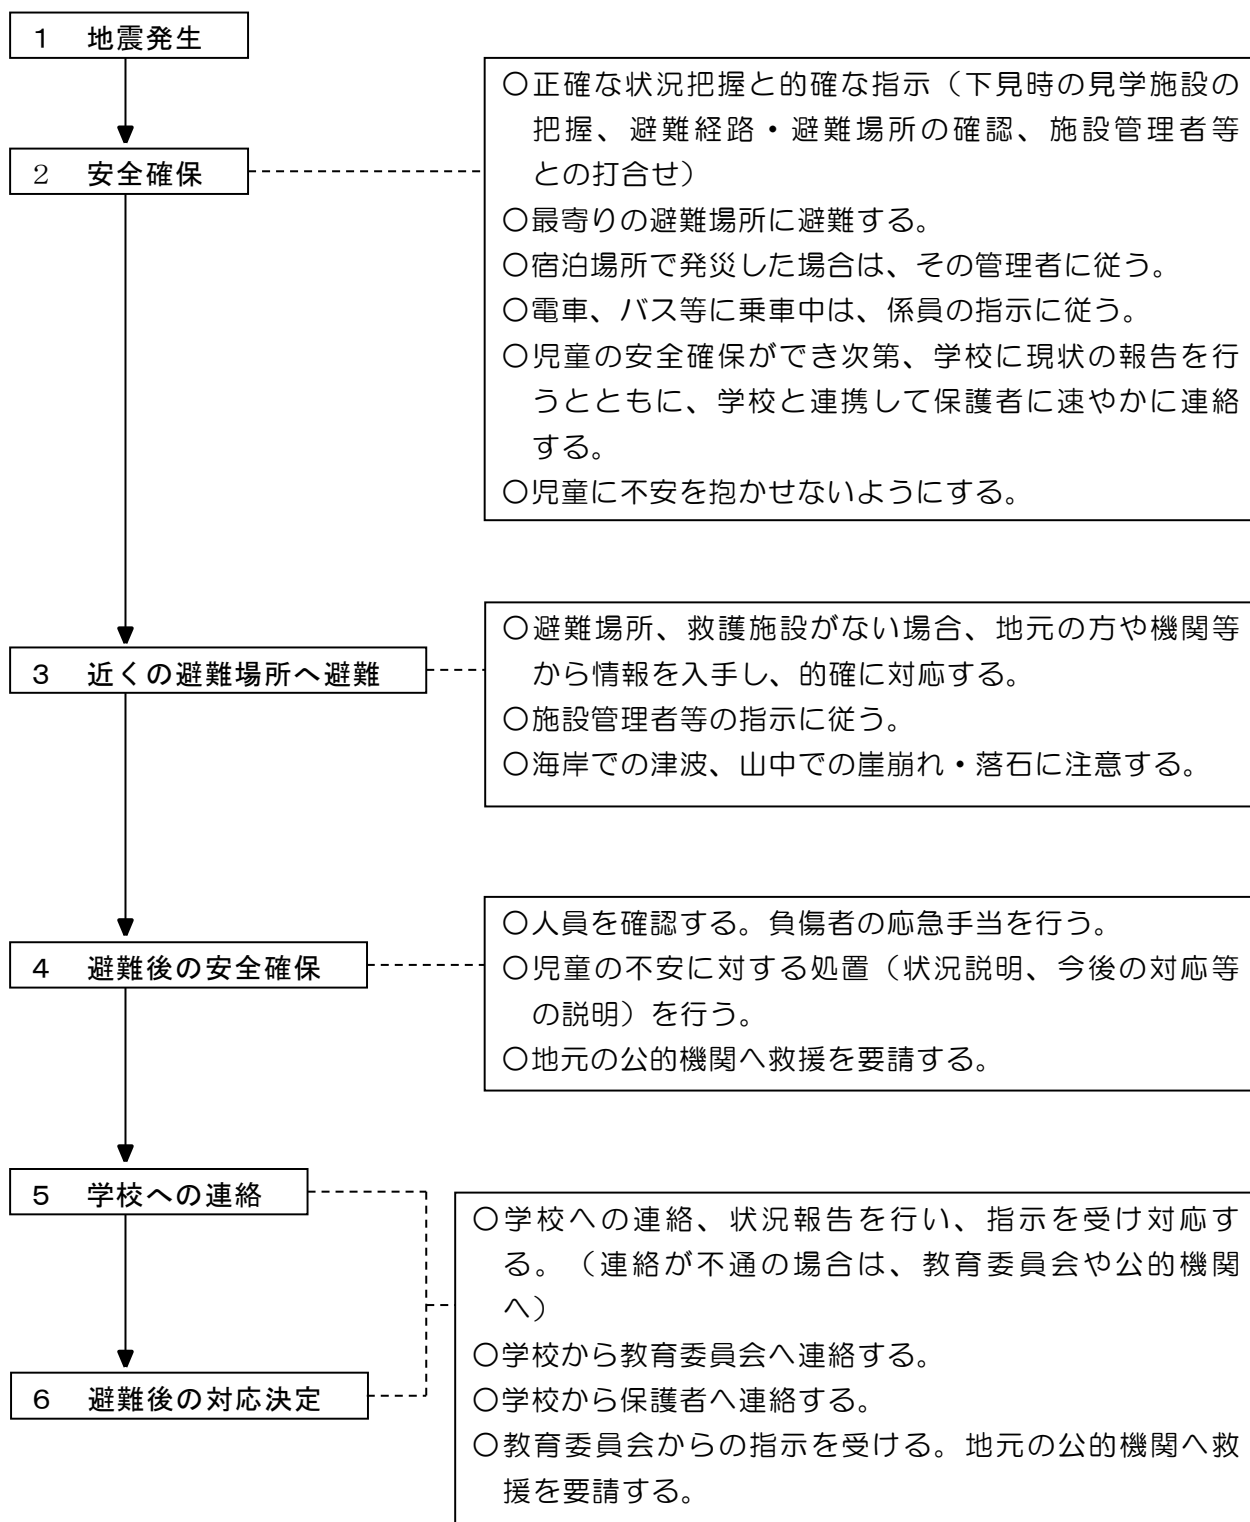 １　地震発生
２　安全確保
〇正確な状況把握と的確な指示（下見時の見学施設の
把握、避難経路・避難場所の確認、施設管理者等
との打合せ）
〇最寄りの避難場所に避難する。
〇宿泊場所で発災した場合は、その管理者に従う。
〇電車、バス等に乗車中は、係員の指示に従う。
〇児童の安全確保ができ次第、学校に現状の報告を行
うとともに、学校と連携して保護者に速やかに連絡
する。
〇児童に不安を抱かせないようにする。
３　近くの避難場所へ避難
〇避難場所、救護施設がない場合、地元の方や機関等
から情報を入手し、的確に対応する。
〇施設管理者等の指示に従う。
〇海岸での津波、山中での崖崩れ・落石に注意する。
４　避難後の安全確保
〇人員を確認する。負傷者の応急手当を行う。
〇児童の不安に対する処置（状況説明、今後の対応等
の説明）を行う。
〇地元の公的機関へ救援を要請する。
５　学校への連絡
６　避難後の対応決定
〇学校への連絡、状況報告を行い、指示を受け対応す
る。（連絡が不通の場合は、教育委員会や公的機関
へ）
〇学校から教育委員会へ連絡する。
〇学校から保護者へ連絡する。
〇教育委員会からの指示を受ける。地元の公的機関へ救
援を要請する。